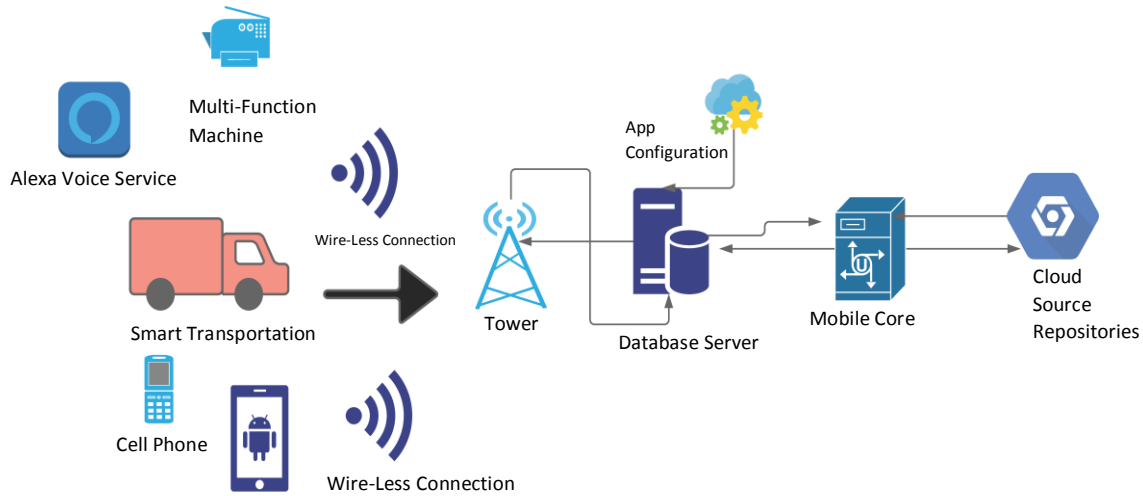 Multi-Function
Machine
Alexa Voice Service
Wire-Less Connection
Smart Transportation
Cell Phone
Wire-Less Connection
Tower
App
Configuration
Database Server
U
Mobile Core
Cloud
Source
Repositories